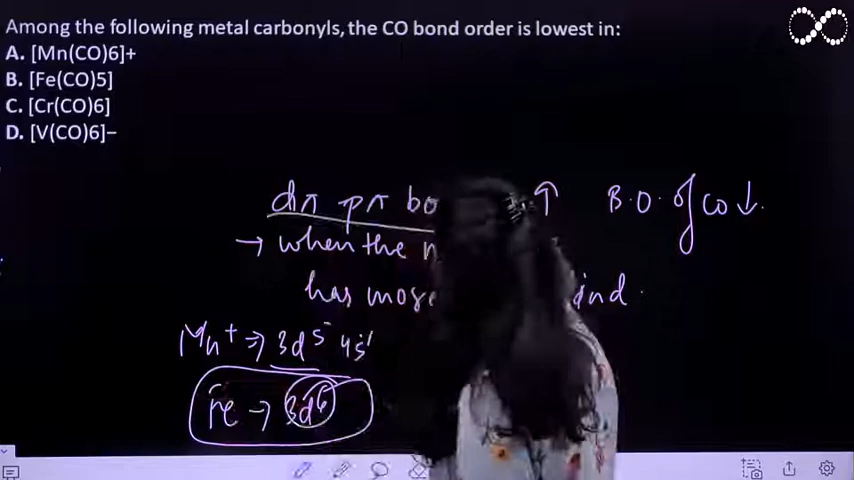 Among the following metal carbonyls, the CO bond order is lowest in:
A. [Mn(CO)6]+
B. [Fe(CO)5]
C. [Cr(CO)6]
D. [V(CO)6]–
dπ pπ ↑ B.O. of CO ↓.
→ when the
has more
Mn+ ⇒ 3d5 4s1
Fe → 3d6